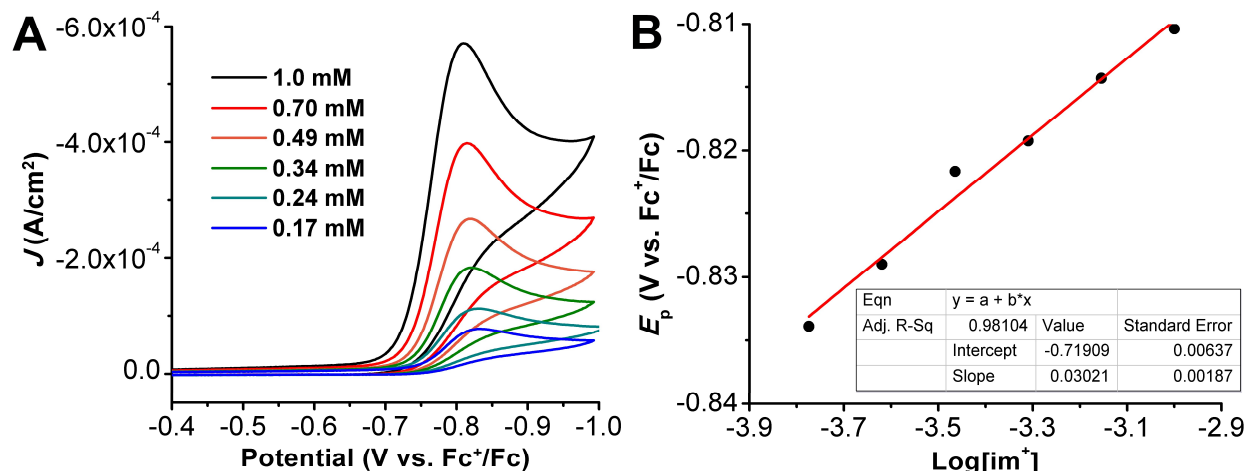 A
-6.0x10⁻⁴
-4.0x10⁻⁴
-2.0x10⁻⁴
0.0
J (A/cm²)
1.0 mM
0.70 mM
0.49 mM
0.34 mM
0.24 mM
0.17 mM
-0.4 -0.5 -0.6 -0.7 -0.8 -0.9 -1.0
Potential (V vs. Fc⁺/Fc)
B
-0.81
-0.82
-0.83
-0.84
Eₚ (V vs. Fc⁺/Fc)
Eqn y = a + b*x
Adj. R-Sq 0.98104 Value Standard Error
Intercept -0.71909 0.00637
Slope 0.03021 0.00187
-3.9 -3.7 -3.5 -3.3 -3.1 -2.9
Log[im⁺]